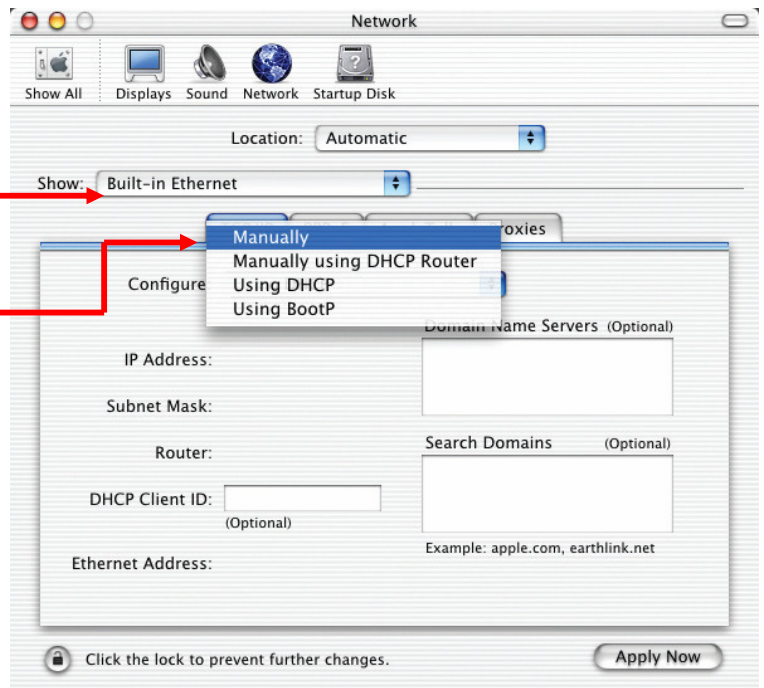 Network
Show All Displays Sound Network Startup Disk
Location: Automatic
Show: Built-in Ethernet
Proxies
Manually
Manually using DHCP Router
Using DHCP
Using BootP
Configure
Domain Name Servers (Optional)
IP Address:
Subnet Mask:
Router:
Search Domains (Optional)
DHCP Client ID:
(Optional)
Example: apple.com, earthlink.net
Ethernet Address:
Click the lock to prevent further changes.
Apply Now